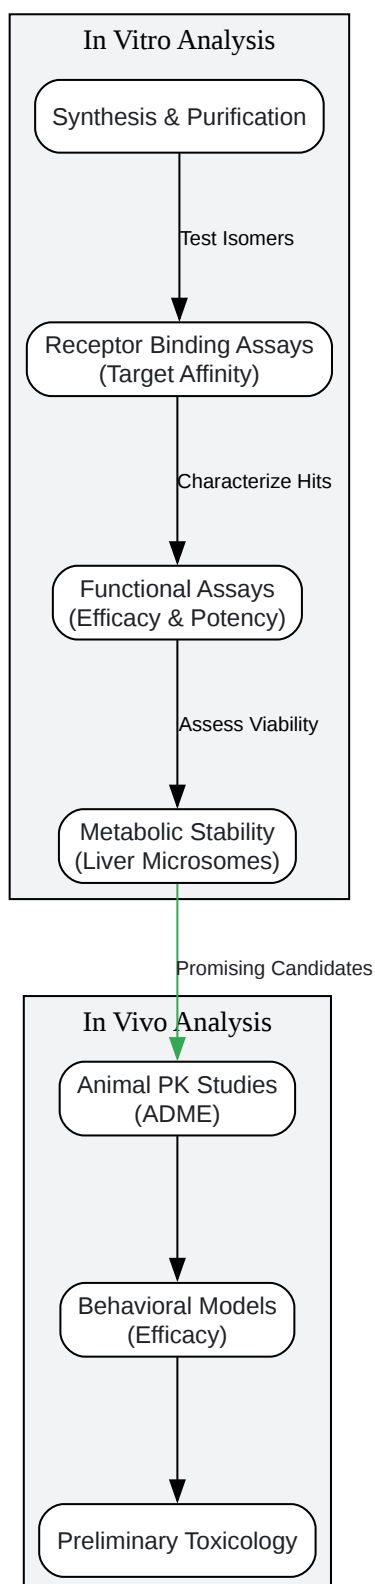 In Vitro Analysis
Synthesis & Purification
Test Isomers
Receptor Binding Assays
(Target Affinity)
Characterize Hits
Functional Assays
(Efficacy & Potency)
Assess Viability
Metabolic Stability
(Liver Microsomes)
Promising Candidates
In Vivo Analysis
Animal PK Studies
(ADME)
Behavioral Models
(Efficacy)
Preliminary Toxicology